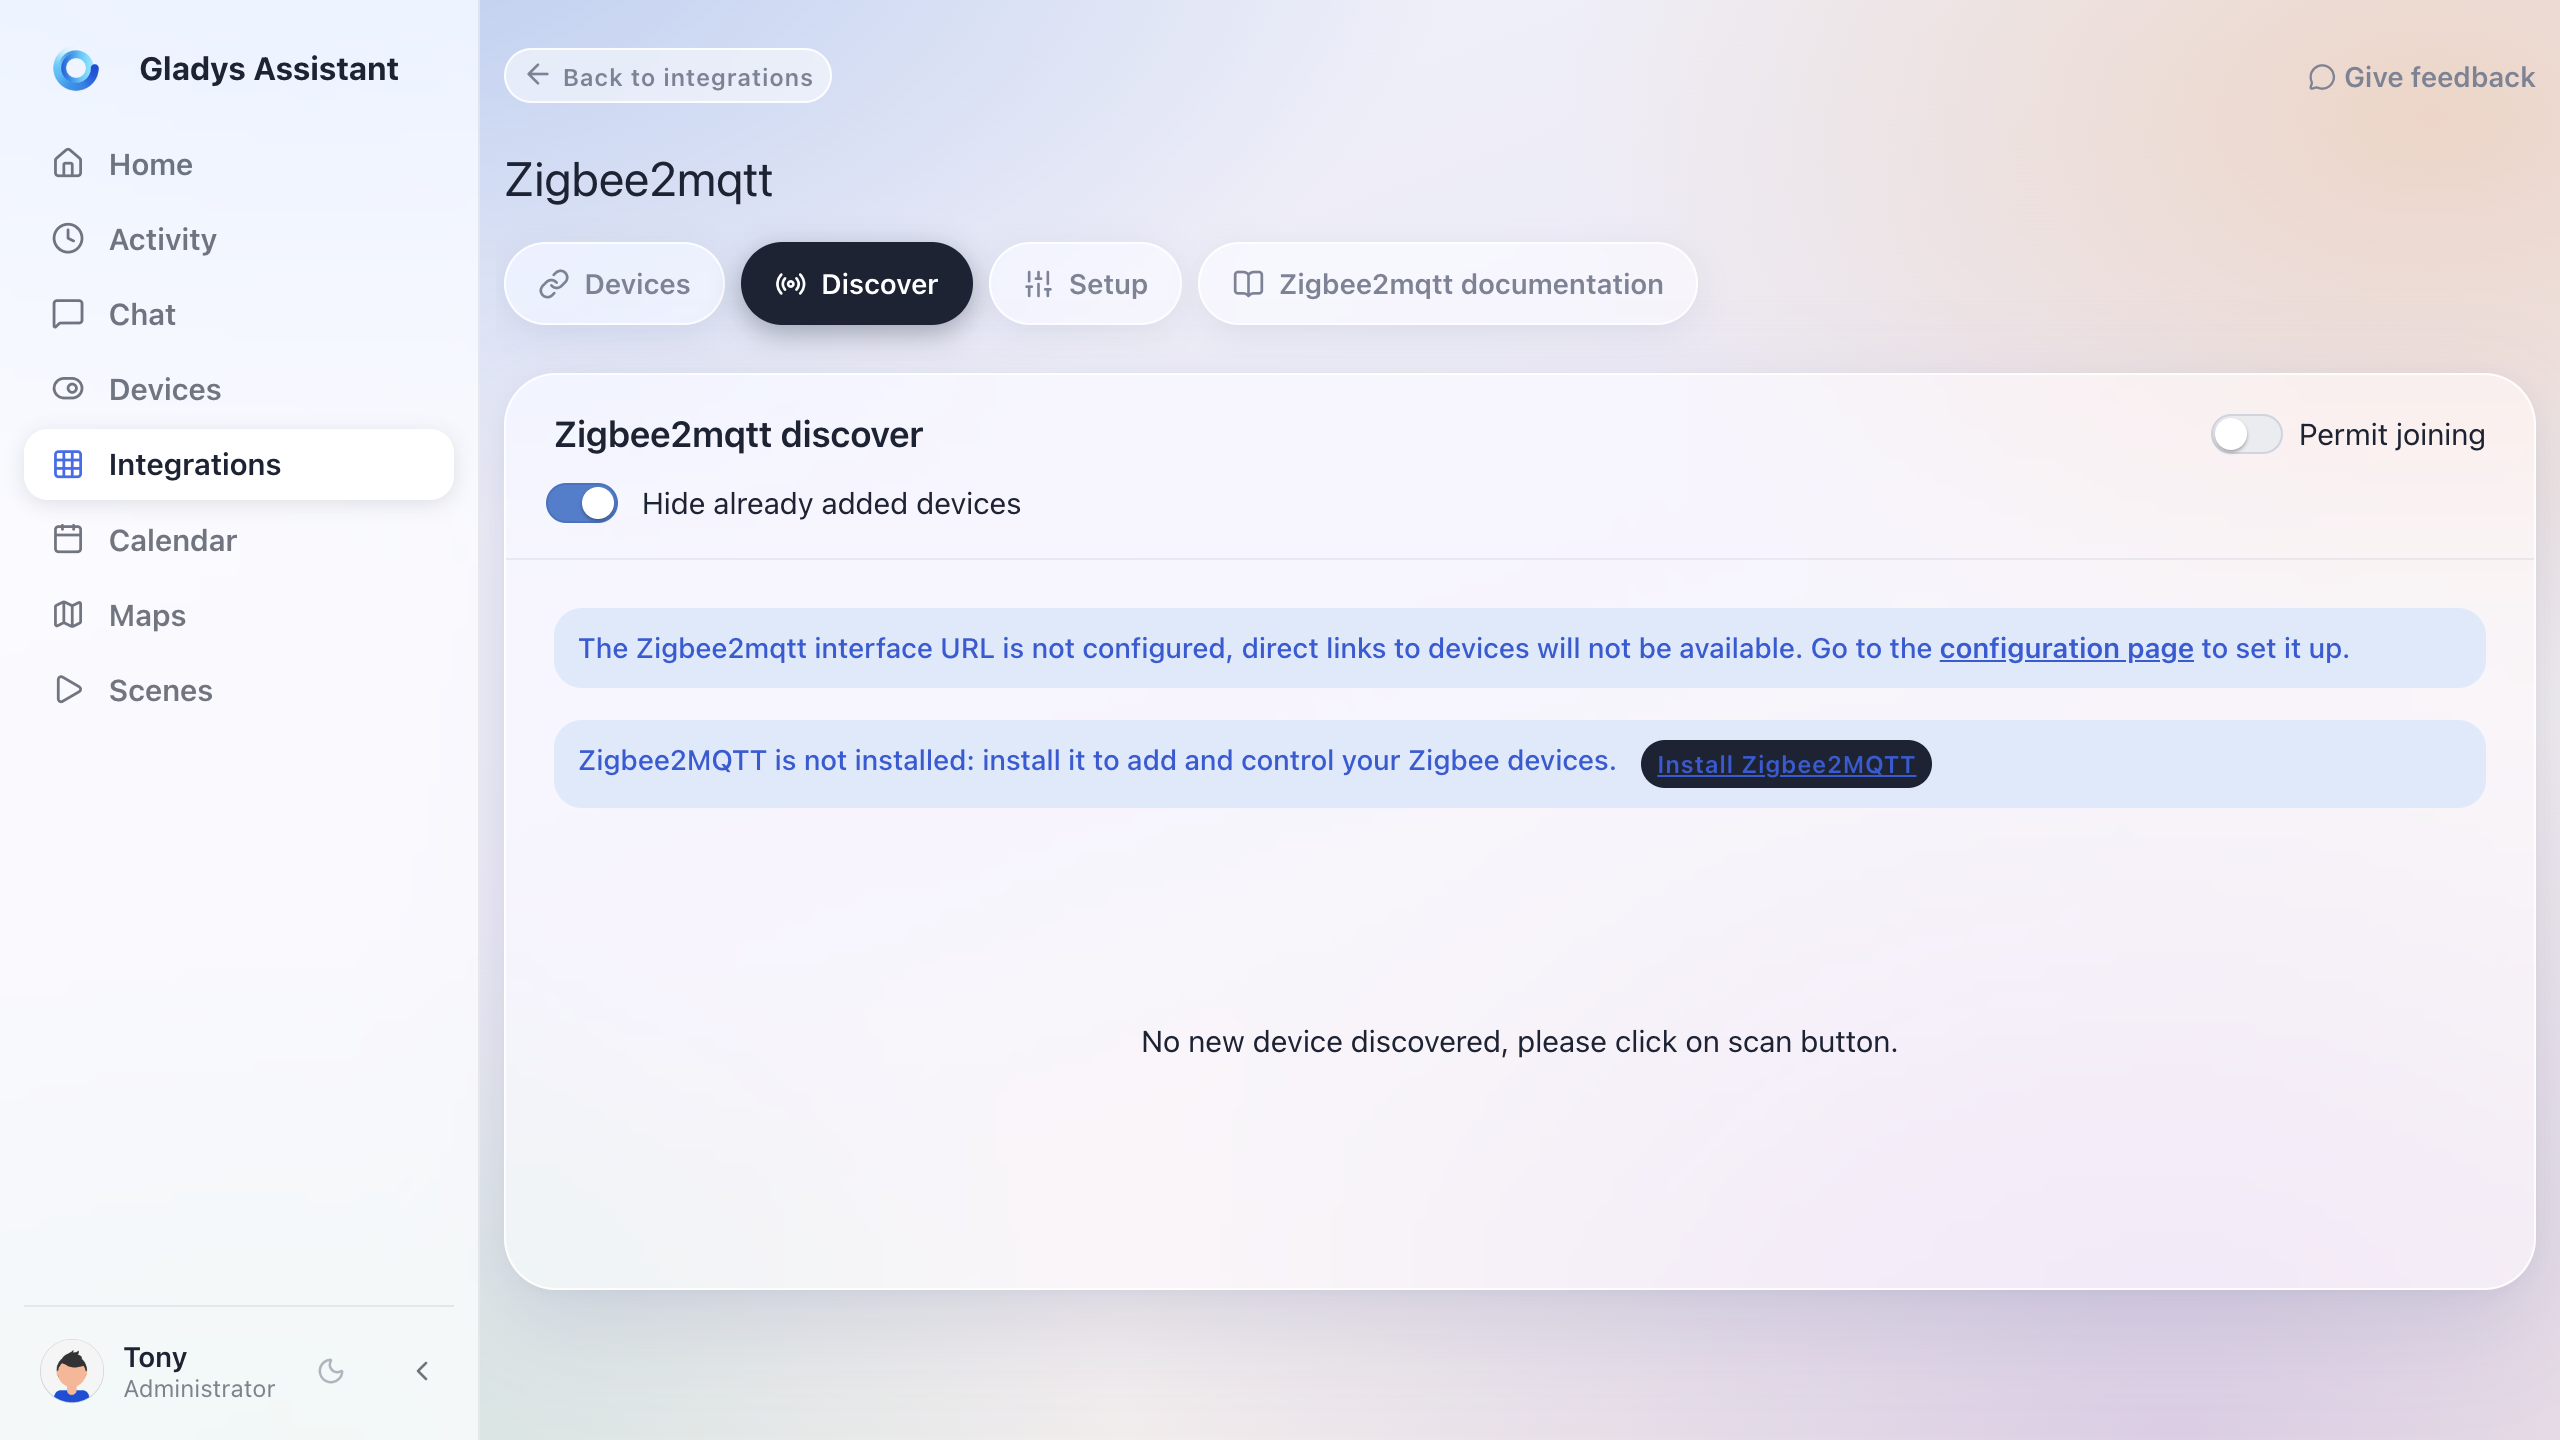 Gladys Assistant
Home
Activity
Chat
Devices
Integrations
Calendar
Maps
Scenes
Tony
Administrator
Back to integrations
Give feedback
Zigbee2mqtt
Devices
Discover
Setup
Zigbee2mqtt documentation
Zigbee2mqtt discover
Permit joining
Hide already added devices
The Zigbee2mqtt interface URL is not configured, direct links to devices will not be available. Go to the configuration page to set it up.
Zigbee2MQTT is not installed: install it to add and control your Zigbee devices. Install Zigbee2MQTT
No new device discovered, please click on scan button.